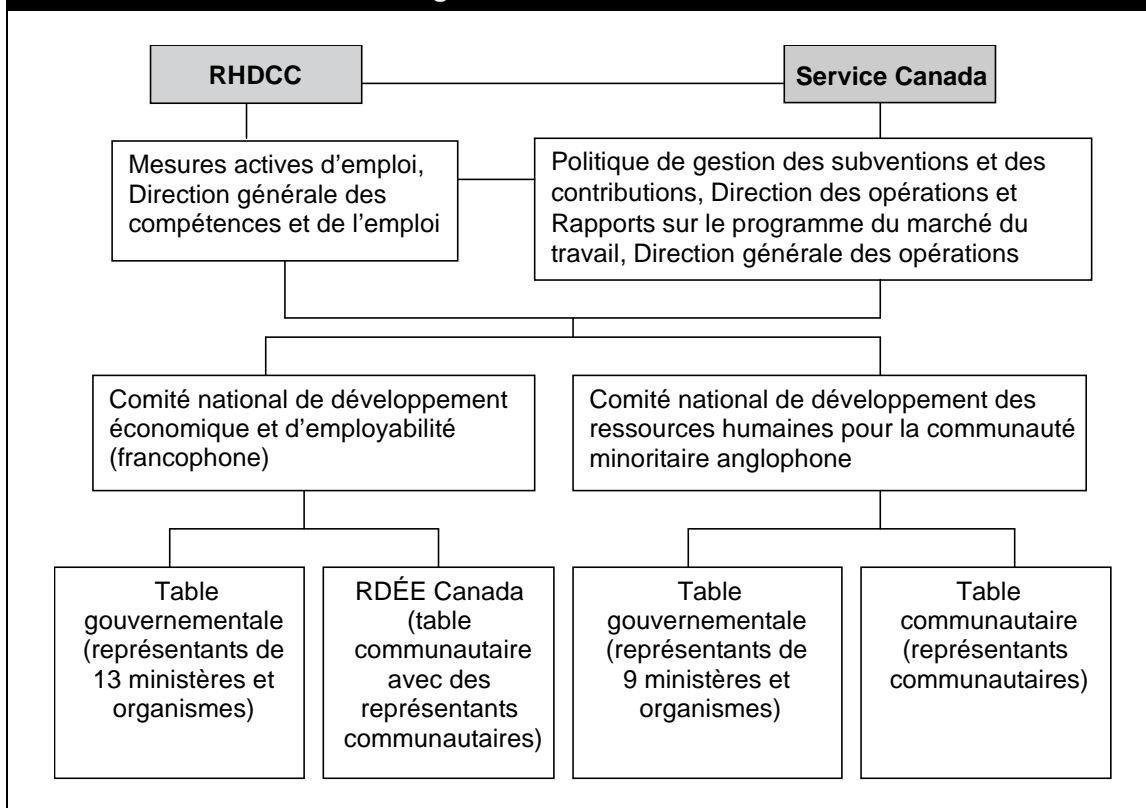 RHDCC
Service Canada
Mesures actives d’emploi,
Direction générale des
compétences et de l’emploi
Politique de gestion des subventions et des
contributions, Direction des opérations et
Rapports sur le programme du marché du
travail, Direction générale des opérations
Comité national de développement
économique et d’employabilité
(francophone)
Comité national de développement des
ressources humaines pour la communauté
minoritaire anglophone
Table
gouvernementale
(représentants de
13 ministères et
organismes)
RDÉE Canada
(table
communautaire
avec des
représentants
communautaires)
Table
gouvernementale
(représentants de
9 ministères et
organismes)
Table
communautaire
(représentants
communautaires)